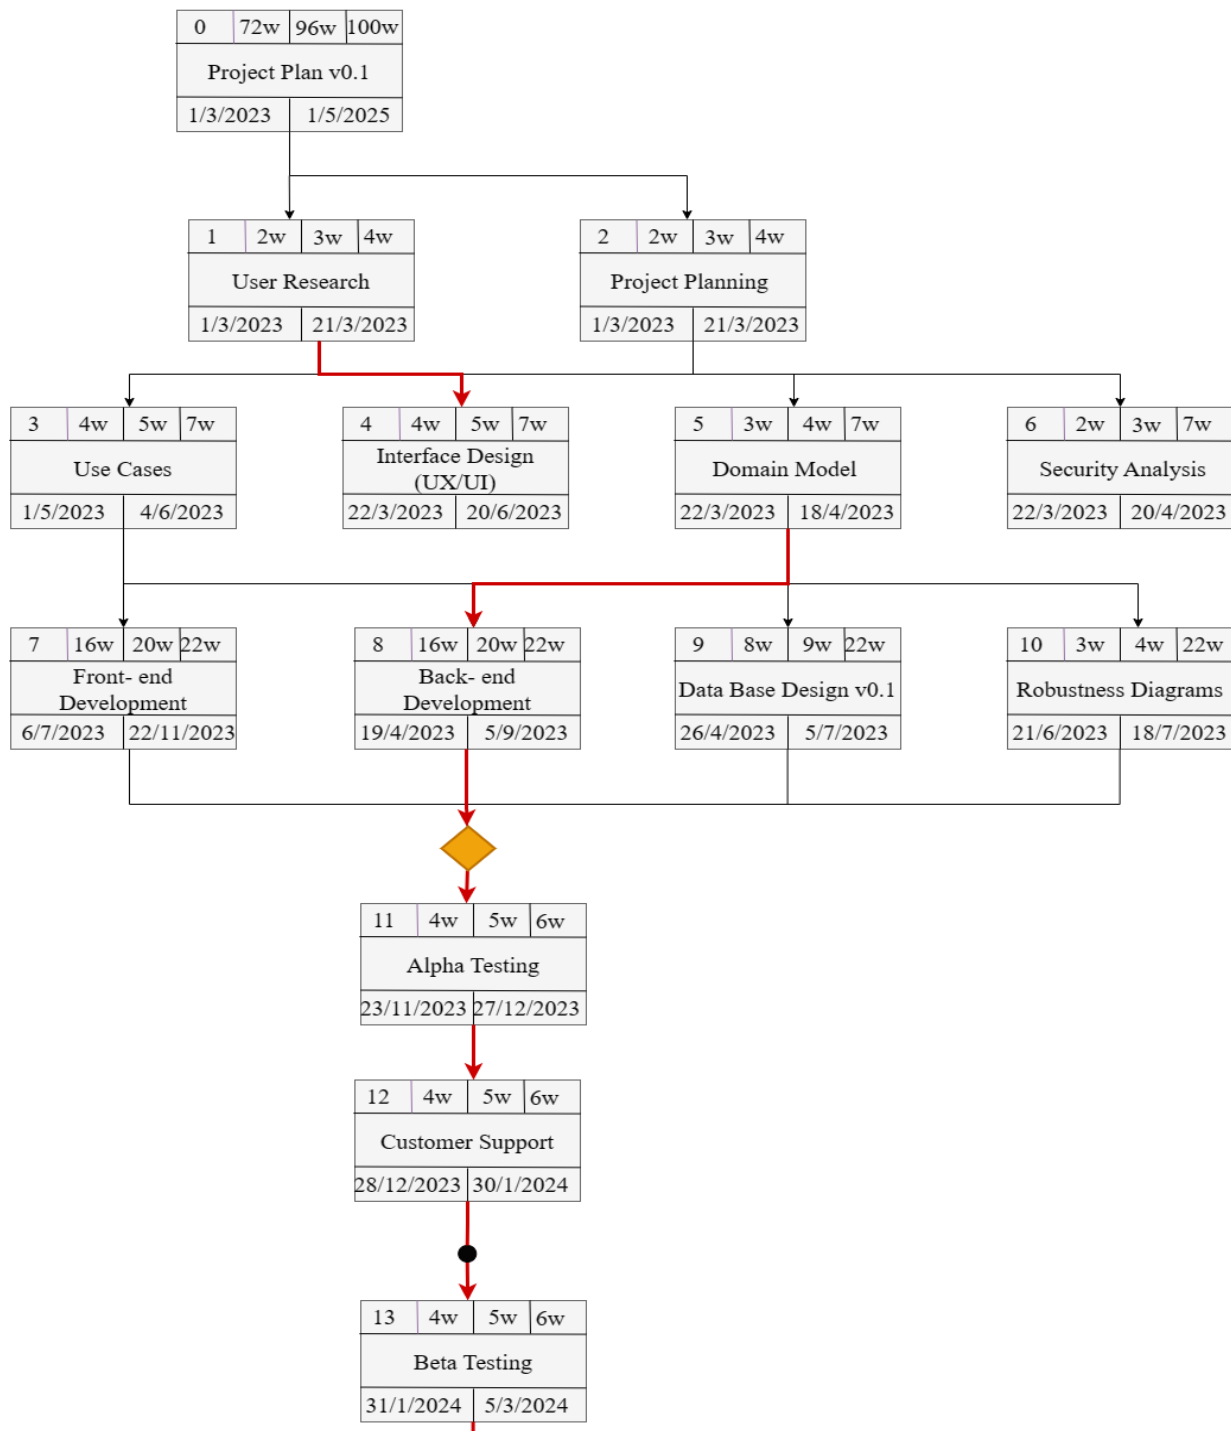 0 72w 96w 100w
Project Plan v0.1
1/3/2023 1/5/2025
1 2w 3w 4w
User Research
1/3/2023 21/3/2023
2 2w 3w 4w
Project Planning
1/3/2023 21/3/2023
3 4w 5w 7w
Use Cases
1/5/2023 4/6/2023
4 4w 5w 7w
Interface Design
(UX/UI)
22/3/2023 20/6/2023
5 3w 4w 7w
Domain Model
22/3/2023 18/4/2023
6 2w 3w 7w
Security Analysis
22/3/2023 20/4/2023
7 16w 20w 22w
Front- end
Development
6/7/2023 22/11/2023
8 16w 20w 22w
Back- end
Development
19/4/2023 5/9/2023
9 8w 9w 22w
Data Base Design v0.1
26/4/2023 5/7/2023
10 3w 4w 22w
Robustness Diagrams
21/6/2023 18/7/2023
11 4w 5w 6w
Alpha Testing
23/11/2023 27/12/2023
12 4w 5w 6w
Customer Support
28/12/2023 30/1/2024
13 4w 5w 6w
Beta Testing
31/1/2024 5/3/2024